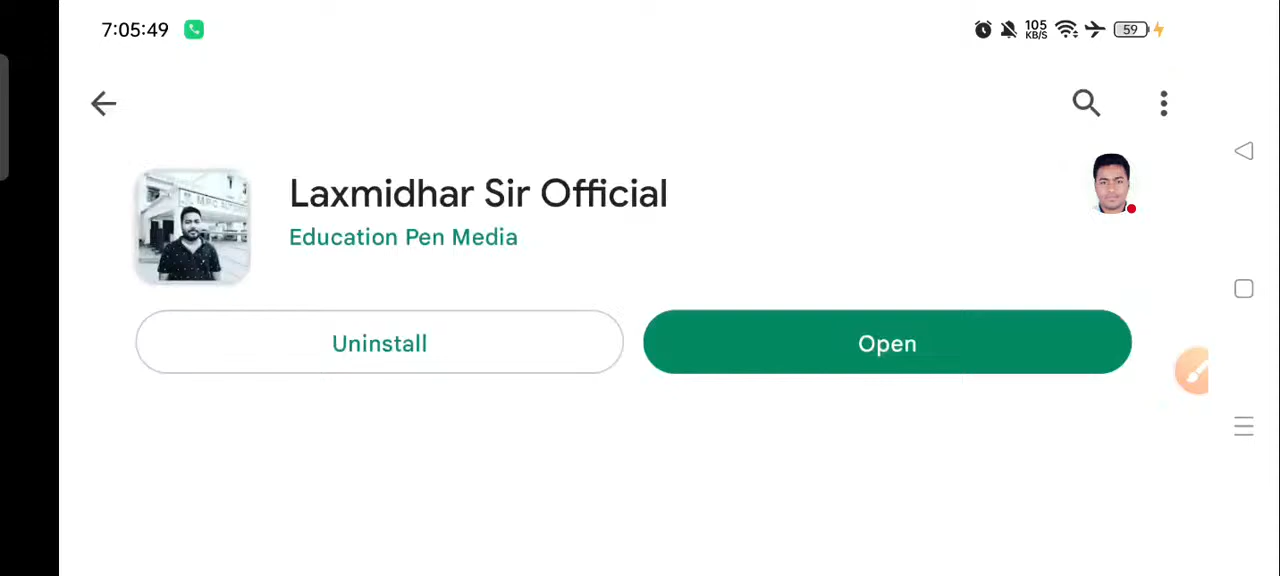 7:05:49
105
KB/S
59
Laxmidhar Sir Official
Education Pen Media
Uninstall
Open